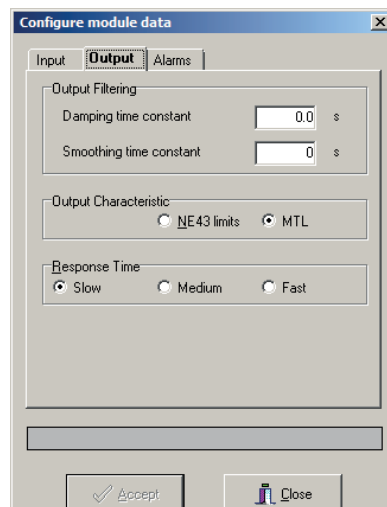 Configure module data
Input Output Alarms
Output Filtering
Damping time constant 0.0 s
Smoothing time constant 0 s
Output Characteristic
NE43 limits MTL
Response Time
Slow Medium Fast
Accept Close